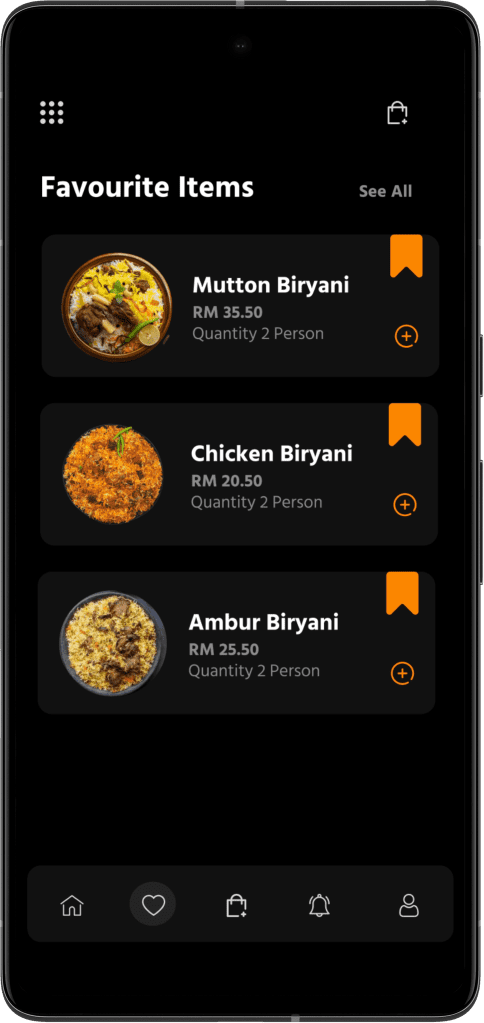 Favourite Items
See All
Mutton Biryani
RM 35.50
Quantity 2 Person
Chicken Biryani
RM 20.50
Quantity 2 Person
Ambur Biryani
RM 25.50
Quantity 2 Person